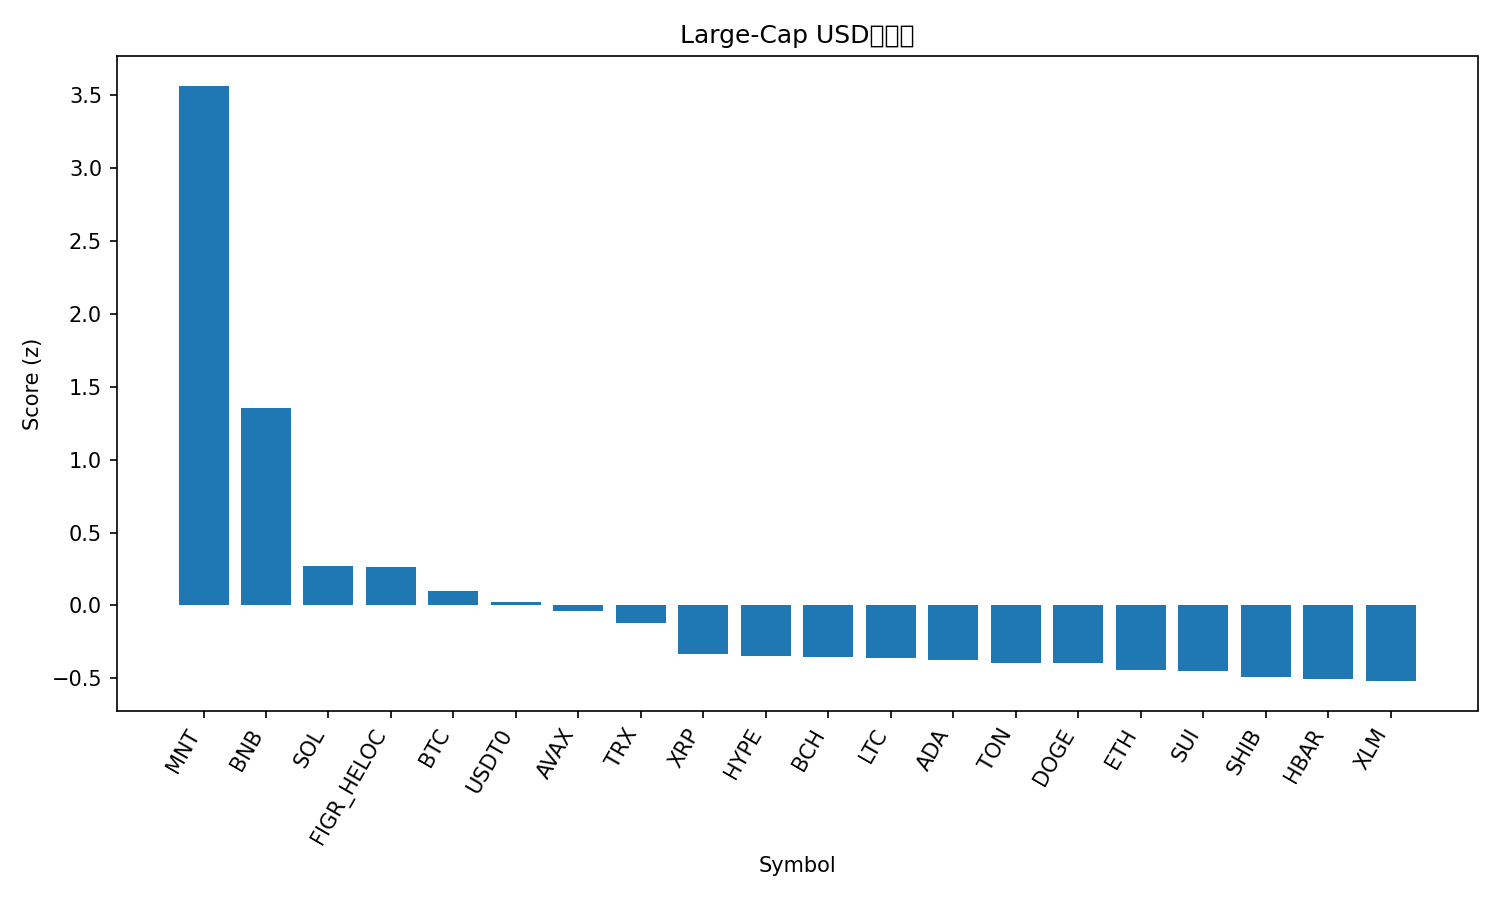 Large-Cap USD
Score (z)
3.5
3.0
2.5
2.0
1.5
1.0
0.5
0.0
−0.5
MNT
BNB
SOL
FIGR_HELOC
BTC
USDT0
AVAX
TRX
XRP
HYPE
BCH
LTC
ADA
TON
DOGE
ETH
SUI
SHIB
HBAR
XLM
Symbol